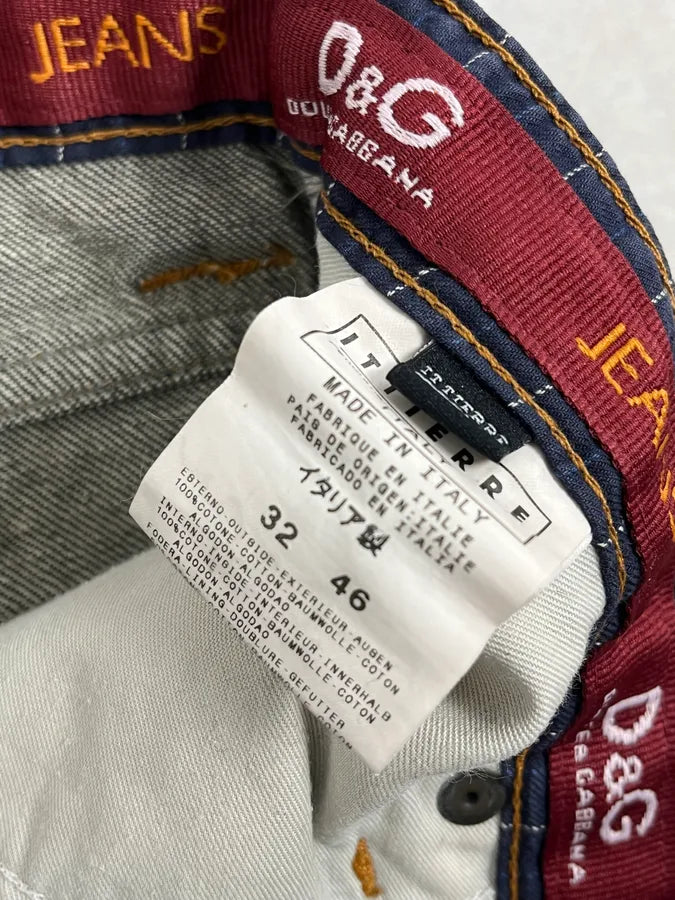 JEANS
D&G
DOLCE&GABBANA
JEANS
ITTIERRE
ITTIERRE
MADE IN ITALY
FABRIQUE EN ITALIE
PAIS DE ORIGEN:ITALIE
FABRICADO EN ITALIA
イタリア製
32 46
ESTERNO-OUTSIDE-EXTERIEUR-AUßEN
100%COTONE-COTTON-BAUMWOLLE-COTON
ALGODON-ALGODAO
INTERNO-INSIDE-INTERIEUR-INNERHALB
100%COTONE-COTTON-BAUMWOLLE-COTON
ALGODON-ALGODAO
FODERA-LINING-DOUBLURE-GEFUTTER
D&G
& GABBANA